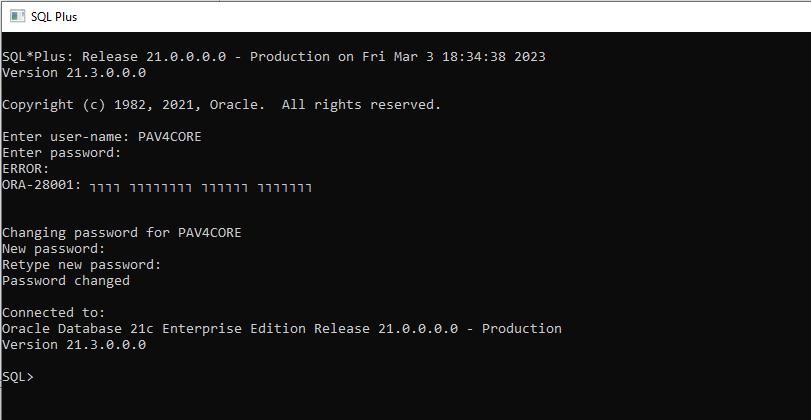 SQL Plus
SQL*Plus: Release 21.0.0.0.0 - Production on Fri Mar 3 18:34:38 2023
Version 21.3.0.0.0
Copyright (c) 1982, 2021, Oracle.  All rights reserved.
Enter user-name: PAV4CORE
Enter password:
ERROR:
ORA-28001: ┐┐┐┐ ┐┐┐┐┐┐┐┐ ┐┐┐┐┐┐ ┐┐┐┐┐┐┐
Changing password for PAV4CORE
New password:
Retype new password:
Password changed
Connected to:
Oracle Database 21c Enterprise Edition Release 21.0.0.0.0 - Production
Version 21.3.0.0.0
SQL>